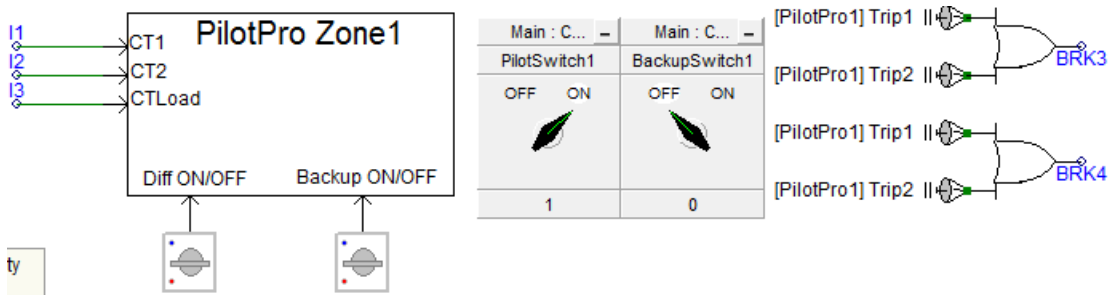 I1
I2
I3
CT1
CT2
CTLoad
PilotPro Zone1
Diff ON/OFF
Backup ON/OFF
ty
Main : C...
PilotSwitch1
OFF ON
1
Main : C...
BackupSwitch1
OFF ON
0
[PilotPro1] Trip1
[PilotPro1] Trip2
BRK3
[PilotPro1] Trip1
[PilotPro1] Trip2
BRK4